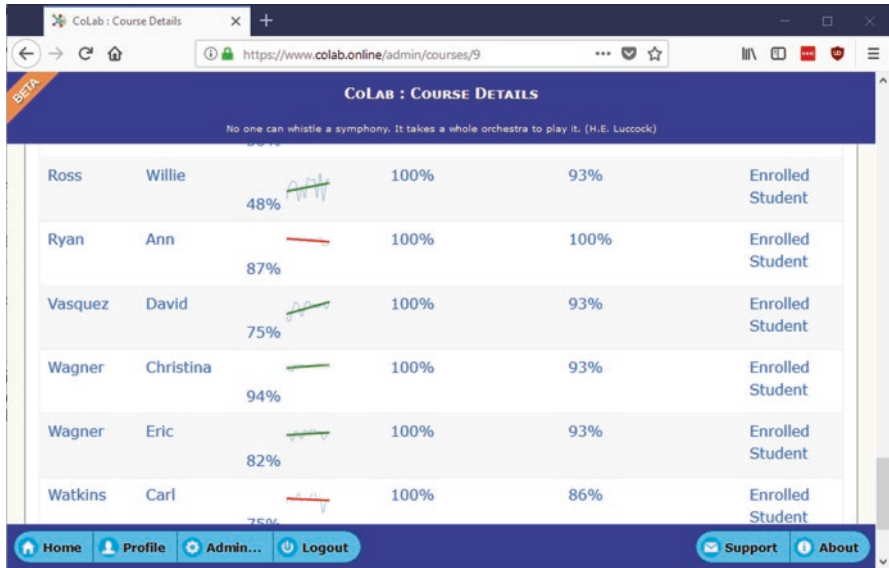 CoLab : Course Details
https://www.colab.online/admin/courses/9
BETA
CoLab : Course Details
No one can whistle a symphony. It takes a whole orchestra to play it. (H.E. Luccock)
Ross Willie 48% 100% 93% Enrolled Student
Ryan Ann 87% 100% 100% Enrolled Student
Vasquez David 75% 100% 93% Enrolled Student
Wagner Christina 94% 100% 93% Enrolled Student
Wagner Eric 82% 100% 93% Enrolled Student
Watkins Carl 75% 100% 86% Enrolled Student
Home Profile Admin... Logout Support About